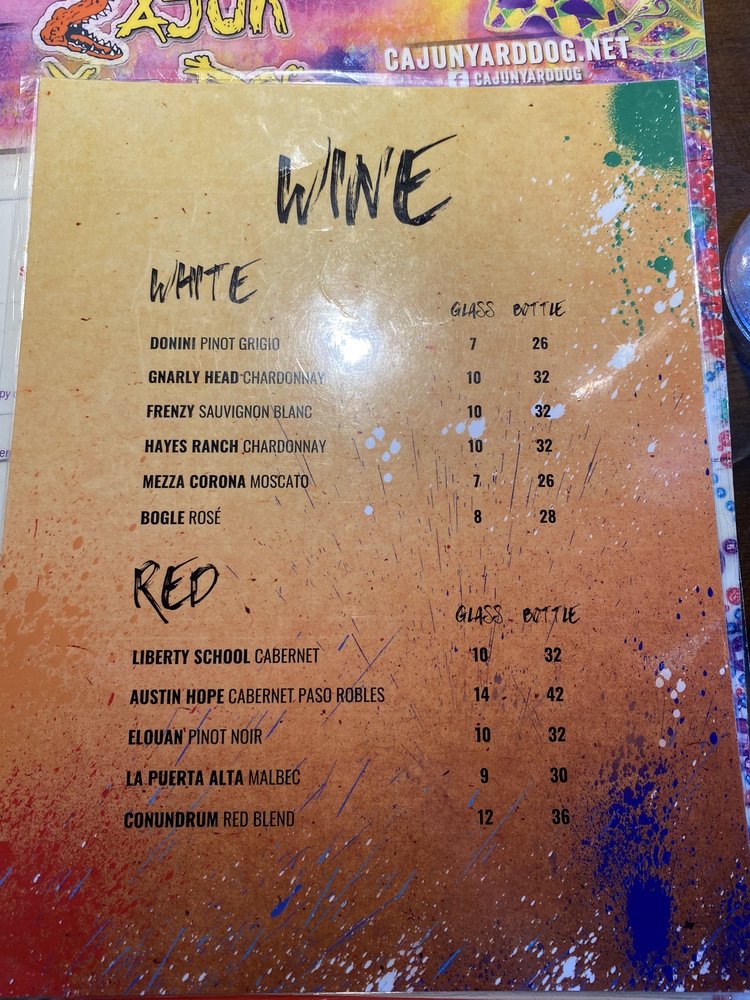 CAJUN
CAJUNYARDDOG.NET
CAJUNYARDDOG
WINE
WHITE
GLASS BOTTLE
DONINI PINOT GRIGIO 7 26
GNARLY HEAD CHARDONNAY 10 32
FRENZY SAUVIGNON BLANC 10 32
HAYES RANCH CHARDONNAY 10 32
MEZZA CORONA MOSCATO 7 26
BOGLE ROSÉ 8 28
RED
GLASS BOTTLE
LIBERTY SCHOOL CABERNET 10 32
AUSTIN HOPE CABERNET PASO ROBLES 14 42
ELOUAN PINOT NOIR 10 32
LA PUERTA ALTA MALBEC 9 30
CONUNDRUM RED BLEND 12 36